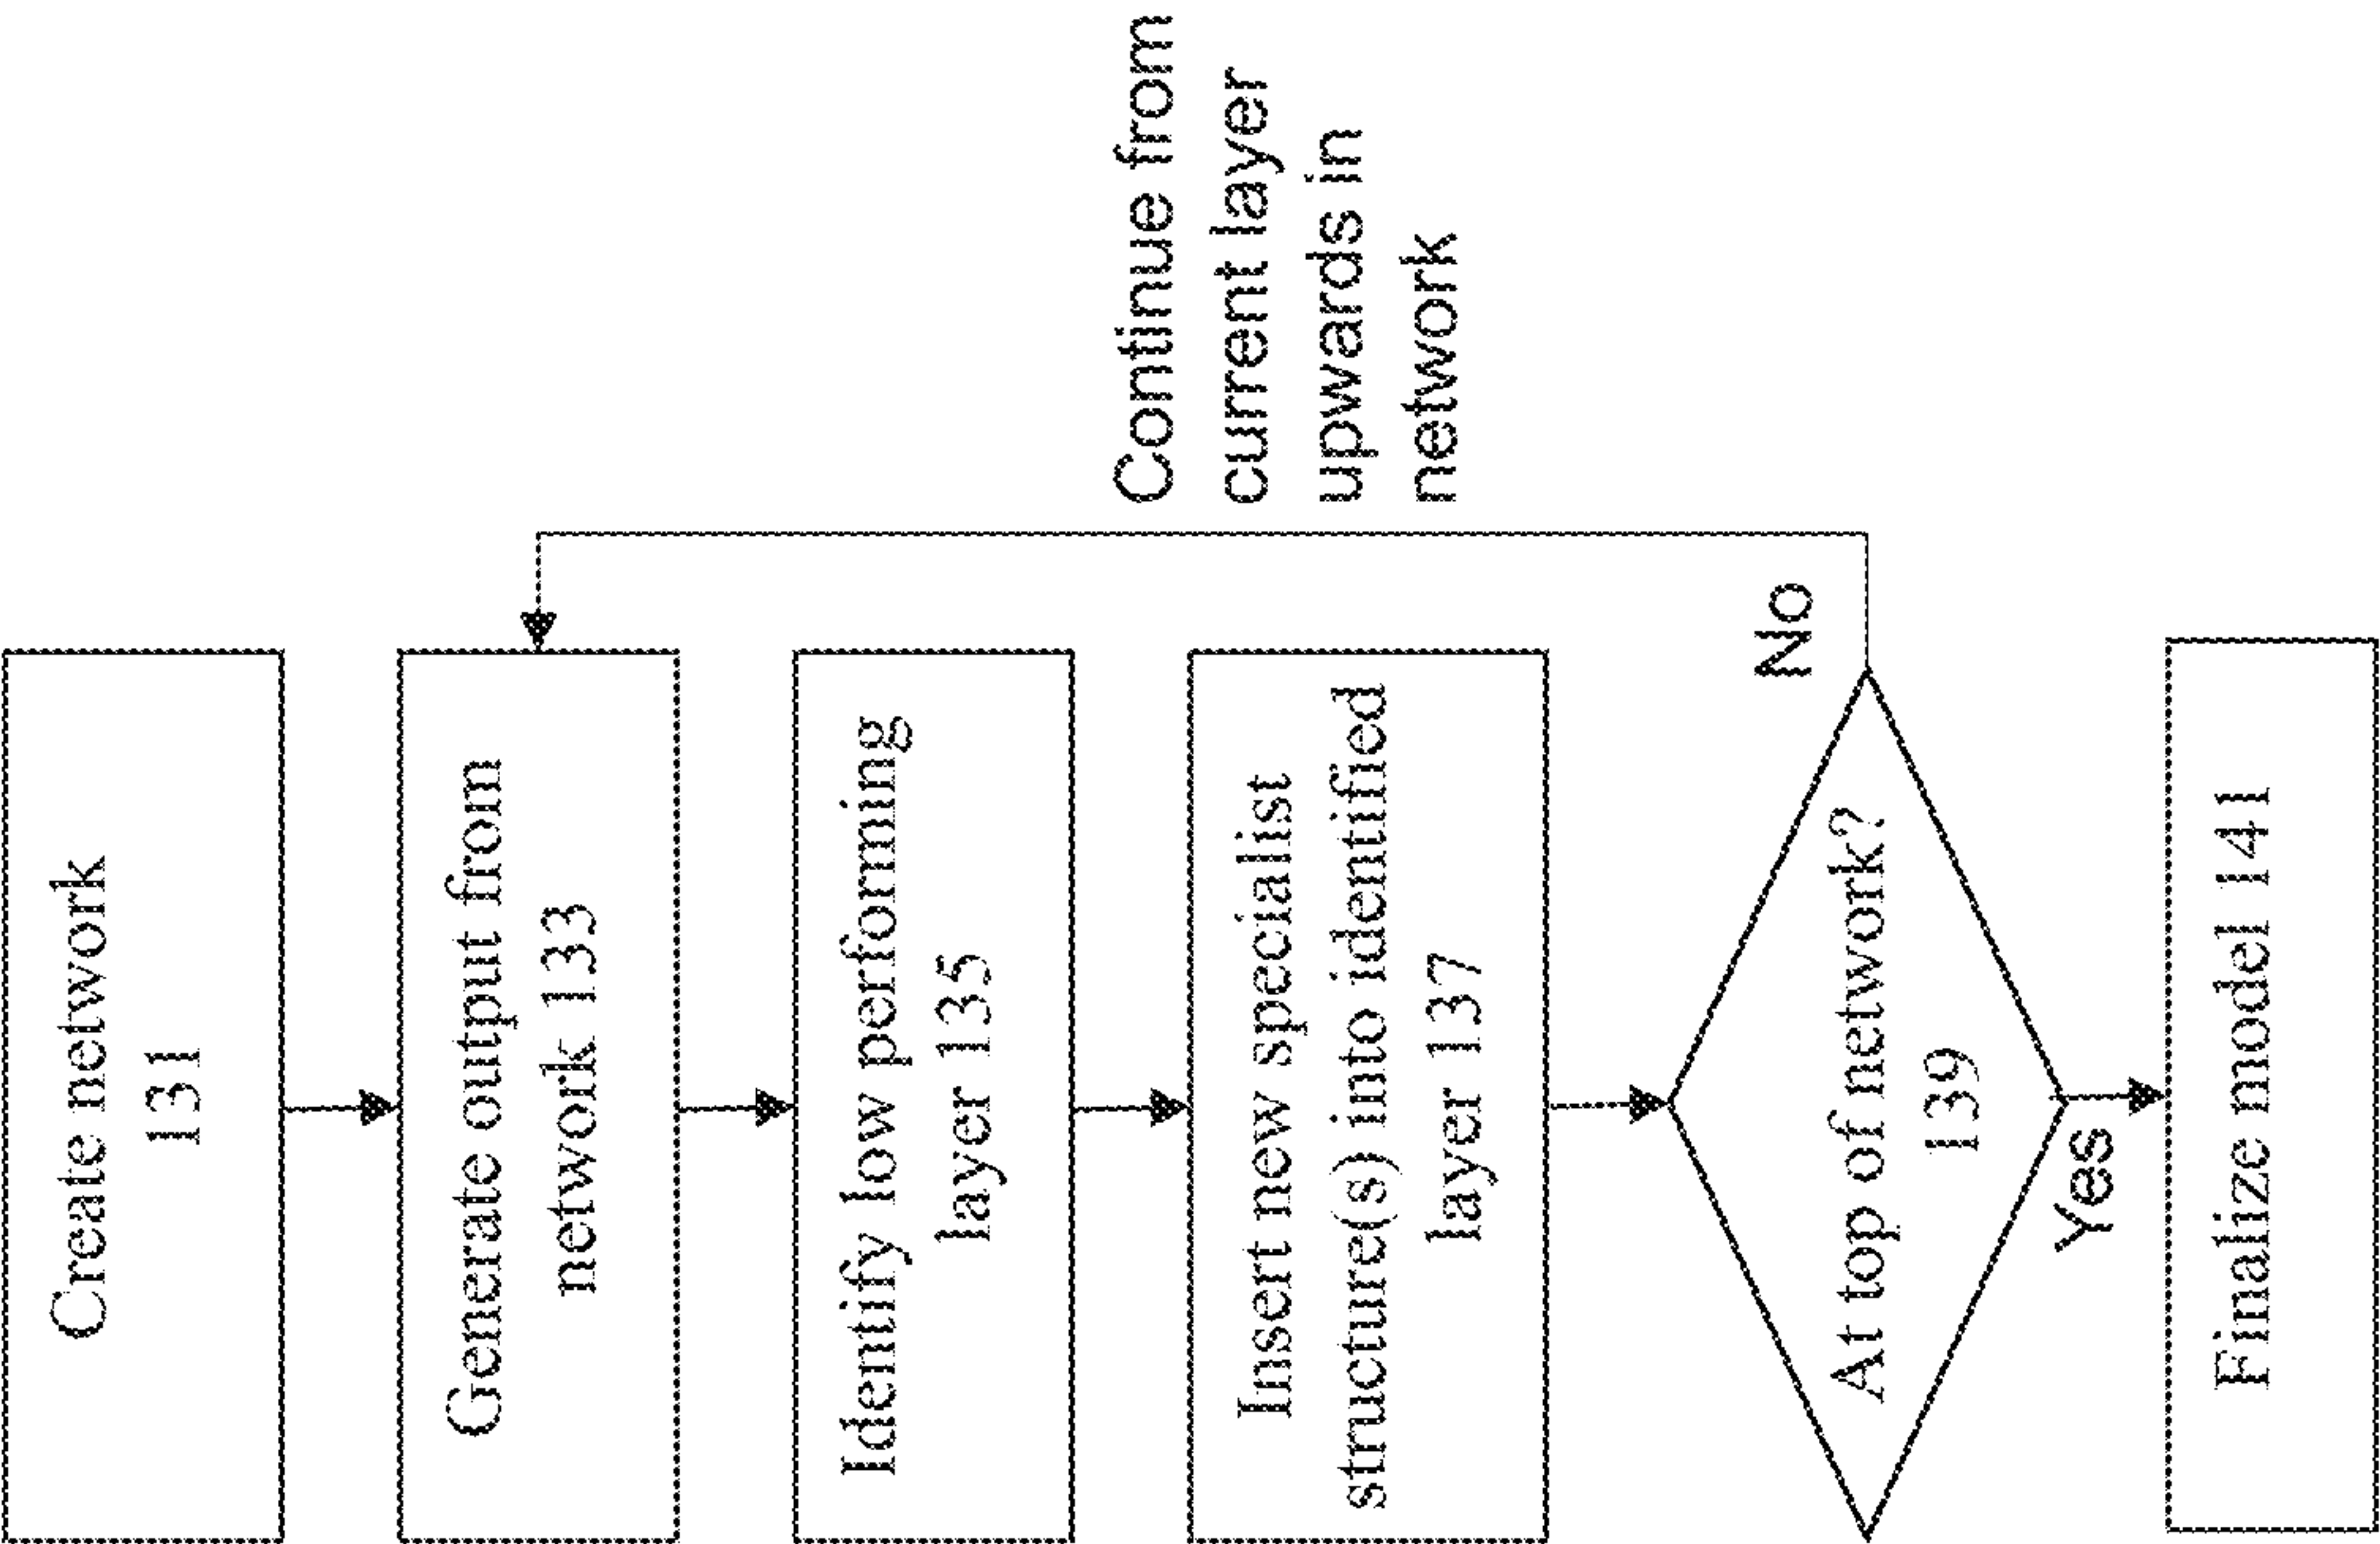 Create network
131
Generate output from
network 133
Identify low performing
layer 135
Insert new specialist
structure(s) into identified
layer 137
At top of network?
139
No
Continue from
current layer
upwards in
network
Yes
Finalize model 141